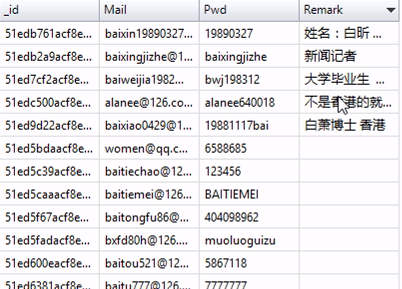 _id Mail Pwd Remark
51edb761acf8e... baixin19890327... 19890327 姓名：白昕 ...
51edb2a9acf8e... baixingjizhe@1... baixingjizhe 新闻记者
51ed7cf2acf8e... baiweijia1982... bwj198312 大学毕业生 ...
51edc500acf8e... alanee@126.co... alanee640018 不是香港的就...
51ed9d22acf8e... baixiao0429@1... 19881117bai 白萧博士 香港
51ed5bdaacf8e... women@qq.c... 6588685
51ed5c39acf8e... baitiechao@12... 123456
51ed5caaacf8e... baitiemei@126... BAITIEMEI
51ed5f67acf8e... baitongfu86@... 404098962
51ed5fadacf8e... bxfd80h@126.... muoluoguizu
51ed600eacf8e... baitou521@12... 5867118
51ed6381acf8e... baitu777@126.... 7777777